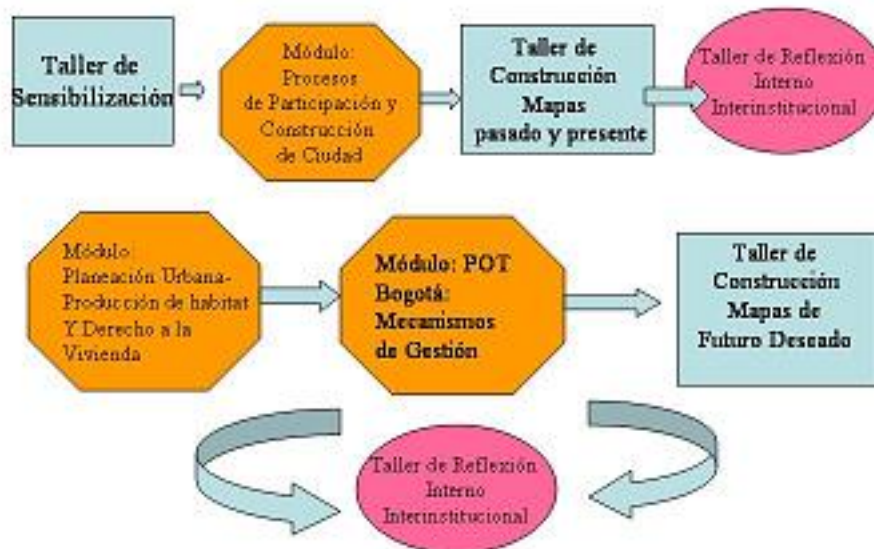 Taller de
Sensibilización
Módulo:
Procesos
de Participación y
Construcción
de Ciudad
Taller de
Construcción
Mapas
pasado y presente
Taller de Reflexión
Interno
Interinstitucional
Módulo:
Planeación Urbana-
Producción de habitat
Y Derecho a la
Vivienda
Módulo: POT
Bogotá:
Mecanismos
de Gestión
Taller de
Construcción
Mapas de
Futuro Deseado
Taller de Reflexión
Interno
Interinstitucional